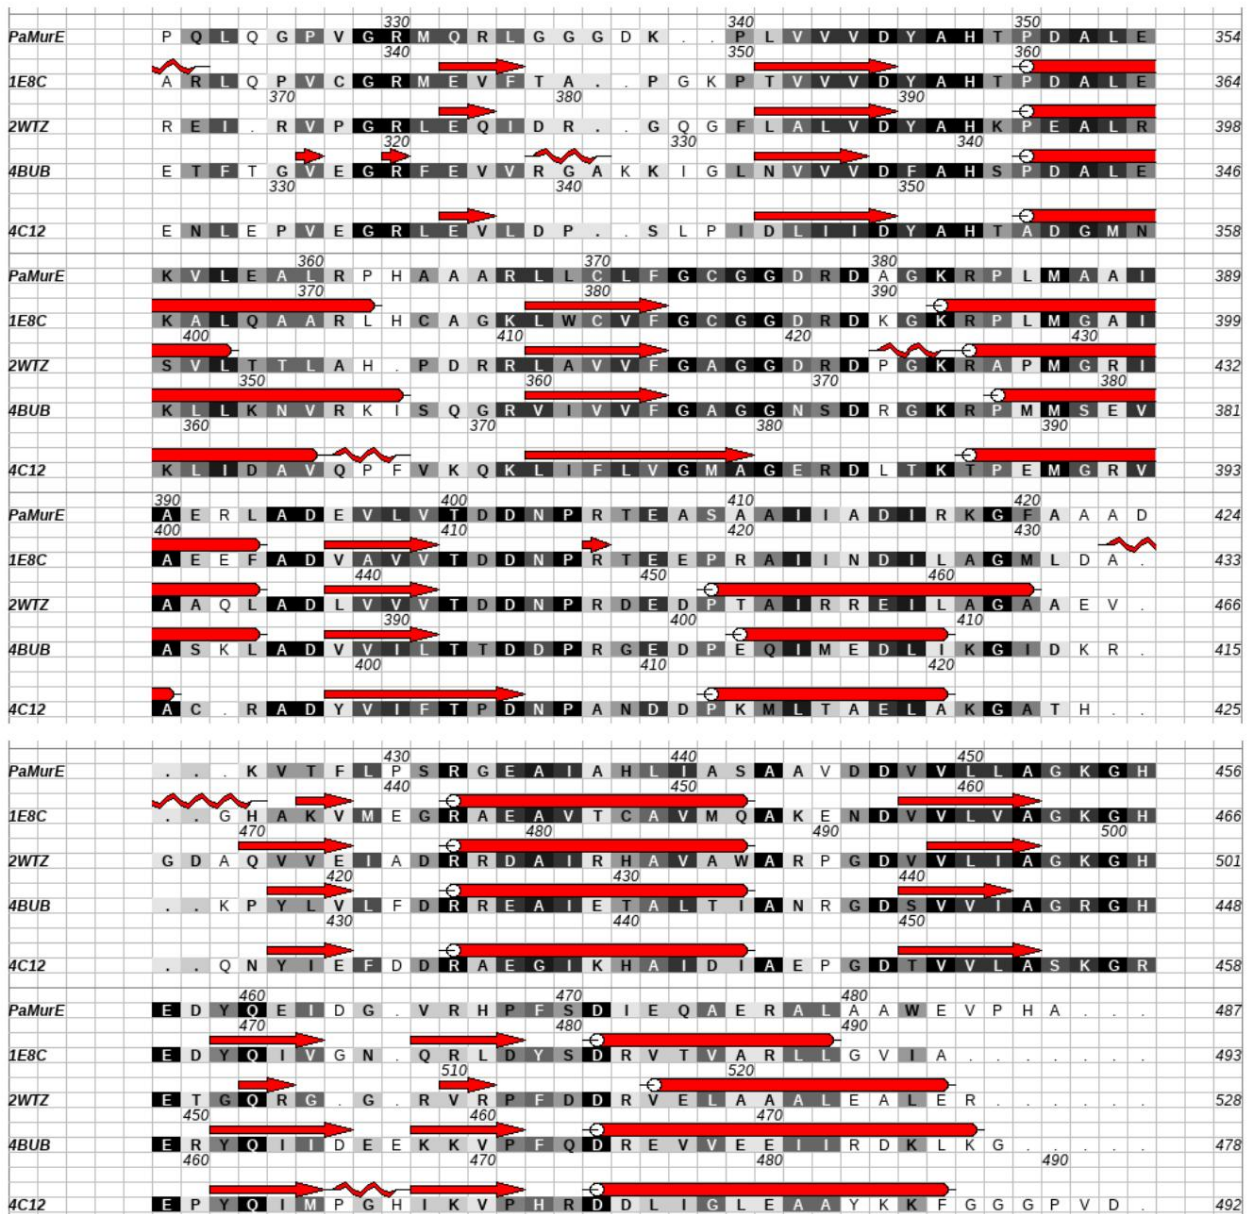 330 340 350
PaMurE P Q L Q G P V G R M Q R L G G G D K . . P L V V V D Y A H T P D A L E 354
340 350 360
1E8C A R L Q P V C G R M E V F T A . . P G K P T V V V D Y A H T P D A L E 364
370 380 390
2WTZ R E I . R V P G R L E Q I D R . . G Q G F L A L V D Y A H K P E A L R 398
320 330 340
4BUB E T F T G V E G R F E V V R G A K K I G L N V V V D F A H S P D A L E 346
330 340 350
4C12 E N L E P V E G R L E V L D P . . S L P I D L I I D Y A H T A D G M N 358
360 370 380
PaMurE K V L E A L R P H A A A R L L C L F G C G G D R D A G K R P L M A A I 389
370 380 390
1E8C K A L Q A A R L H C A G K L W C V F G C G G D R D K G K R P L M G A I 399
400 410 420 430
2WTZ S V L T T L A H . P D R R L A V V F G A G G D R D P G K R A P M G R I 432
350 360 370 380
4BUB K L L K N V R K I S Q G R V I V V F G A G G N S D R G K R P M M S E V 381
360 370 380 390
4C12 K L I D A V Q P F V K Q K L I F L V G M A G E R D L T K T P E M G R V 393
390 400 410 420
PaMurE A E R L A D E V L V T D D N P R T E A S A A I I A D I R K G F A A A D 424
400 410 420 430
1E8C A E E F A D V A V V T D D N P R T E E P R A I I N D I L A G M L D A . 433
440 450 460
2WTZ A A Q L A D L V V V T D D N P R D E D P T A I R R E I L A G A A E V . 466
390 400 410
4BUB A S K L A D V V I L T T D D P R G E D P E Q I M E D L I K G I D K R . 415
400 410 420
4C12 A C . R A D Y V I F T P D N P A N D D P K M L T A E L A K G A T H . . 425
430 440 450
PaMurE . . . K V T F L P S R G E A I A H L I A S A A V D D V V L L A G K G H 456
440 450 460
1E8C . . G H A K V M E G R A E A V T C A V M Q A K E N D V V L V A G K G H 466
470 480 490 500
2WTZ G D A Q V V E I A D R R D A I R H A V A W A R P G D V V L I A G K G H 501
420 430 440
4BUB . . K P Y L V L F D R R E A I E T A L T I A N R G D S V V I A G R G H 448
430 440 450
4C12 . . Q N Y I E F D D R A E G I K H A I D I A E P G D T V V L A S K G R 458
460 470 480
PaMurE E D Y Q E I D G . V R H P F S D I E Q A E R A L A A W E V P H A . . . 487
470 480 490
1E8C E D Y Q I V G N . Q R L D Y S D R V T V A R L L G V I A . . . . . . . 493
510 520
2WTZ E T G Q R G . G . R V R P F D D R V E L A A A L E A L E R . . . . . . 528
450 460 470
4BUB E R Y Q I I D E E K K V P F Q D R E V V E E I I R D K L K G . . . . . 478
460 470 480 490
4C12 E P Y Q I M P G H I K V P H R D D L I G L E A A Y K K F G G G P V D . 492